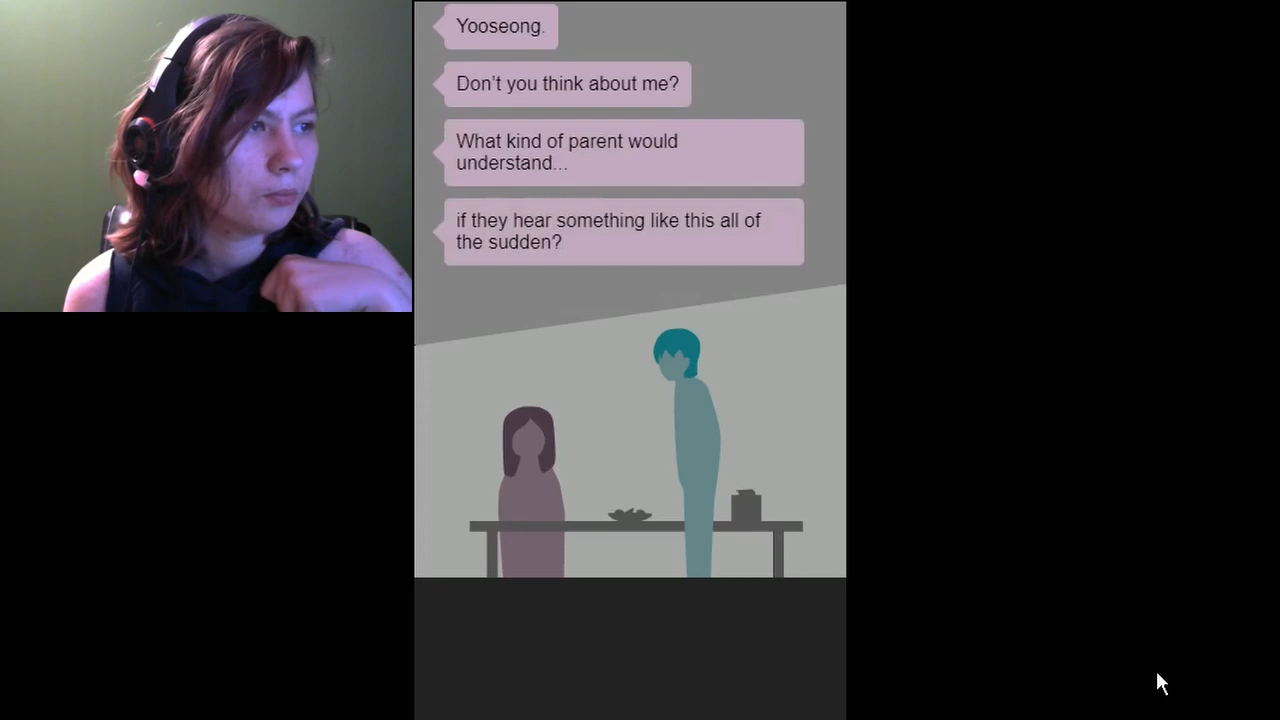 Yooseong.
Don’t you think about me?
What kind of parent would
understand...
if they hear something like this all of
the sudden?